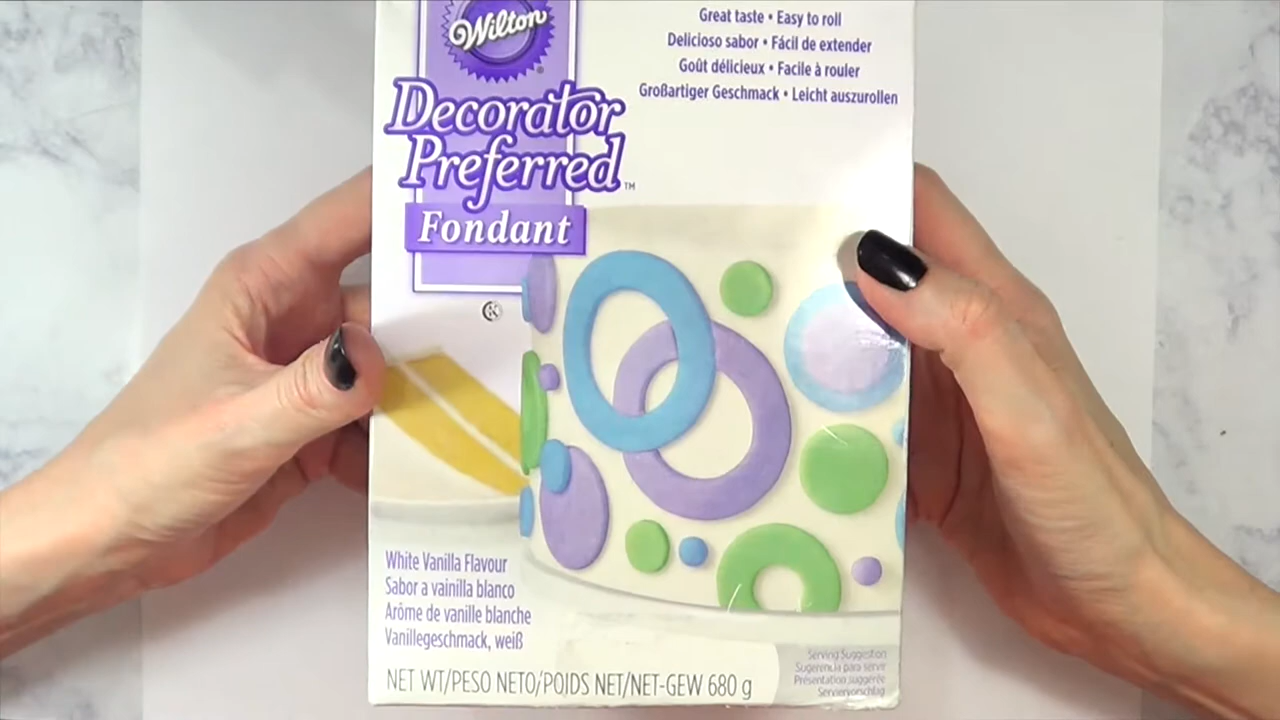 Wilton
Decorator
Preferred™
Fondant
Great taste • Easy to roll
Delicioso sabor • Fácil de extender
Goût délicieux • Facile à rouler
Großartiger Geschmack • Leicht auszurollen
K
White Vanilla Flavour
Sabor a vainilla blanco
Arôme de vanille blanche
Vanillegeschmack, weiß
NET WT/PESO NETO/POIDS NET/NET-GEW 680 g
Serving Suggestion
Sugerencia para servir
Présentation suggérée
Serviervorschlag